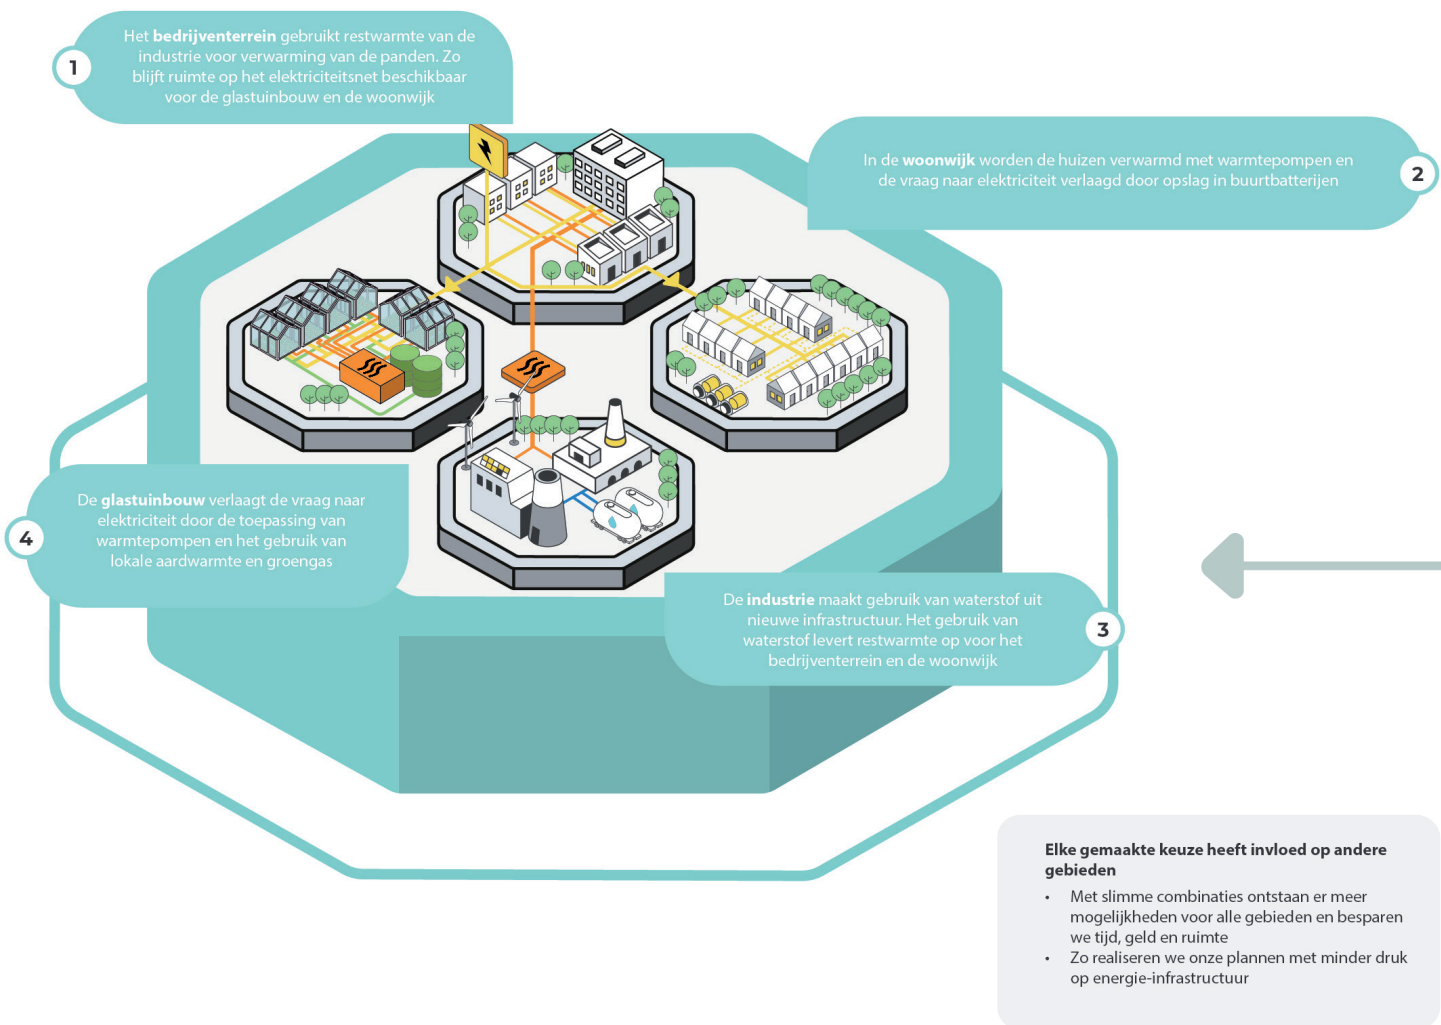 1
Het bedrijventerrein gebruikt restwarmte van de
industrie voor verwarming van de panden. Zo
blijft ruimte op het elektriciteitsnet beschikbaar
voor de glastuinbouw en de woonwijk
In de woonwijk worden de huizen verwarmd met warmtepompen en
de vraag naar elektriciteit verlaagd door opslag in buurtbatterijen
2
De industrie maakt gebruik van waterstof uit
nieuwe infrastructuur. Het gebruik van
waterstof levert restwarmte op voor het
bedrijventerrein en de woonwijk
3
4
De glastuinbouw verlaagt de vraag naar
elektriciteit door de toepassing van
warmtepompen en het gebruik van
lokale aardwarmte en groengas
Elke gemaakte keuze heeft invloed op andere
gebieden
• Met slimme combinaties ontstaan er meer
mogelijkheden voor alle gebieden en besparen
we tijd, geld en ruimte
• Zo realiseren we onze plannen met minder druk
op energie-infrastructuur